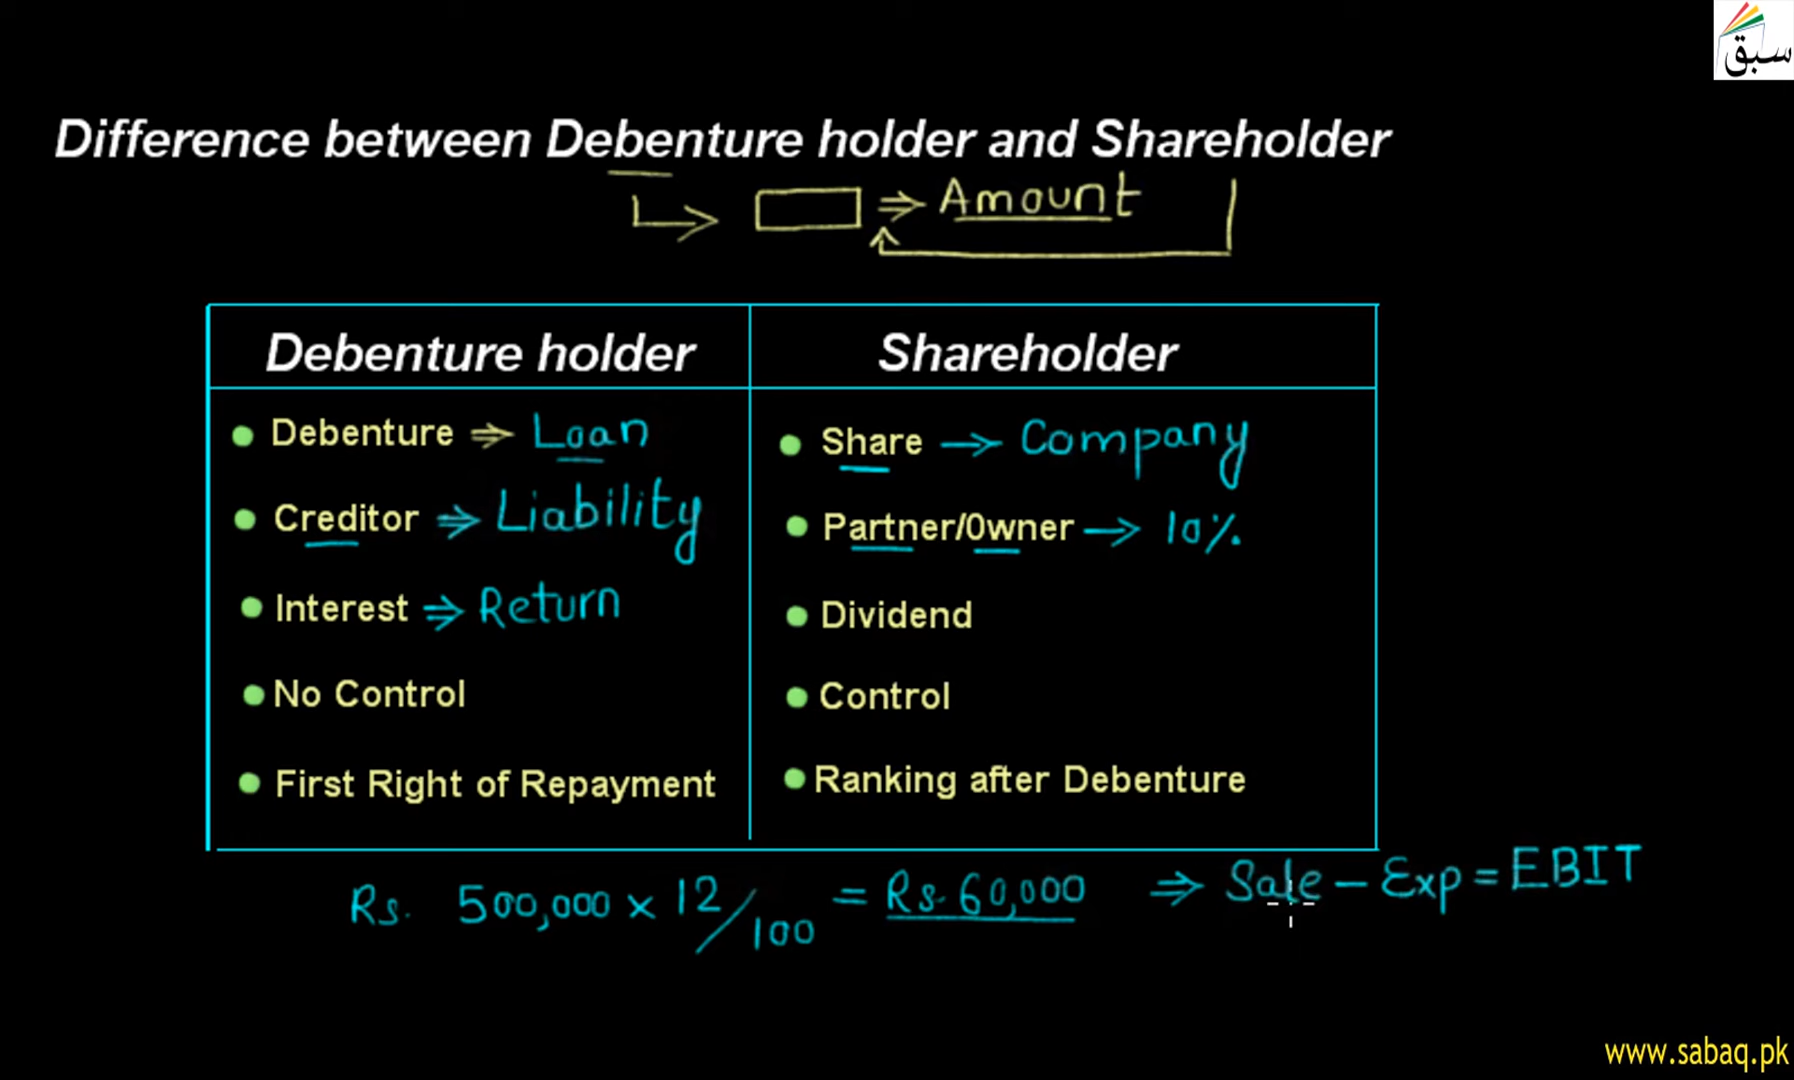 سبق
Difference between Debenture holder and Shareholder
Amount
Debenture holder
Shareholder
Debenture ⇒ Loan
Creditor ⇒ Liability
Interest ⇒ Return
No Control
First Right of Repayment
Share → Company
Partner/Owner → 10%
Dividend
Control
Ranking after Debenture
Rs. 500,000 × 12/100 = Rs. 60,000 ⇒ Sale – Exp = EBIT
www.sabaq.pk